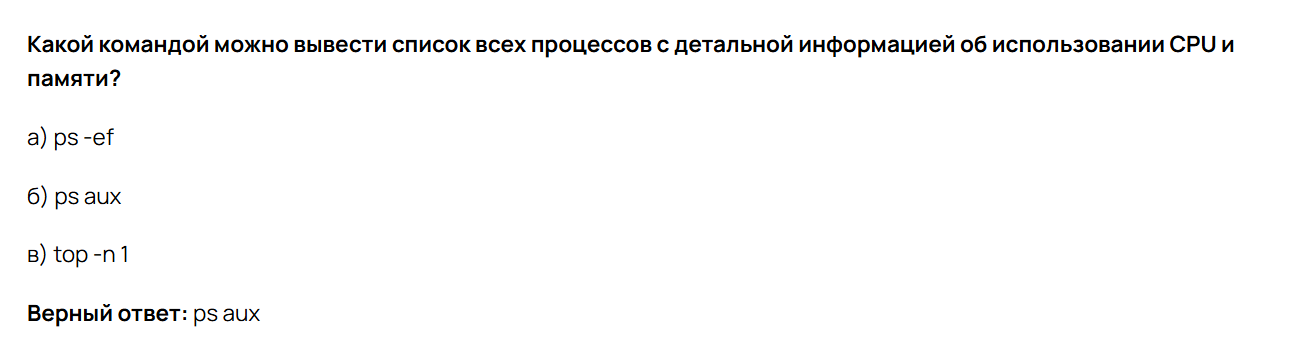 Какой командой можно вывести список всех процессов с детальной информацией об использовании CPU и
памяти?
а) ps -ef
б) ps aux
в) top -n 1
Верный ответ: ps aux